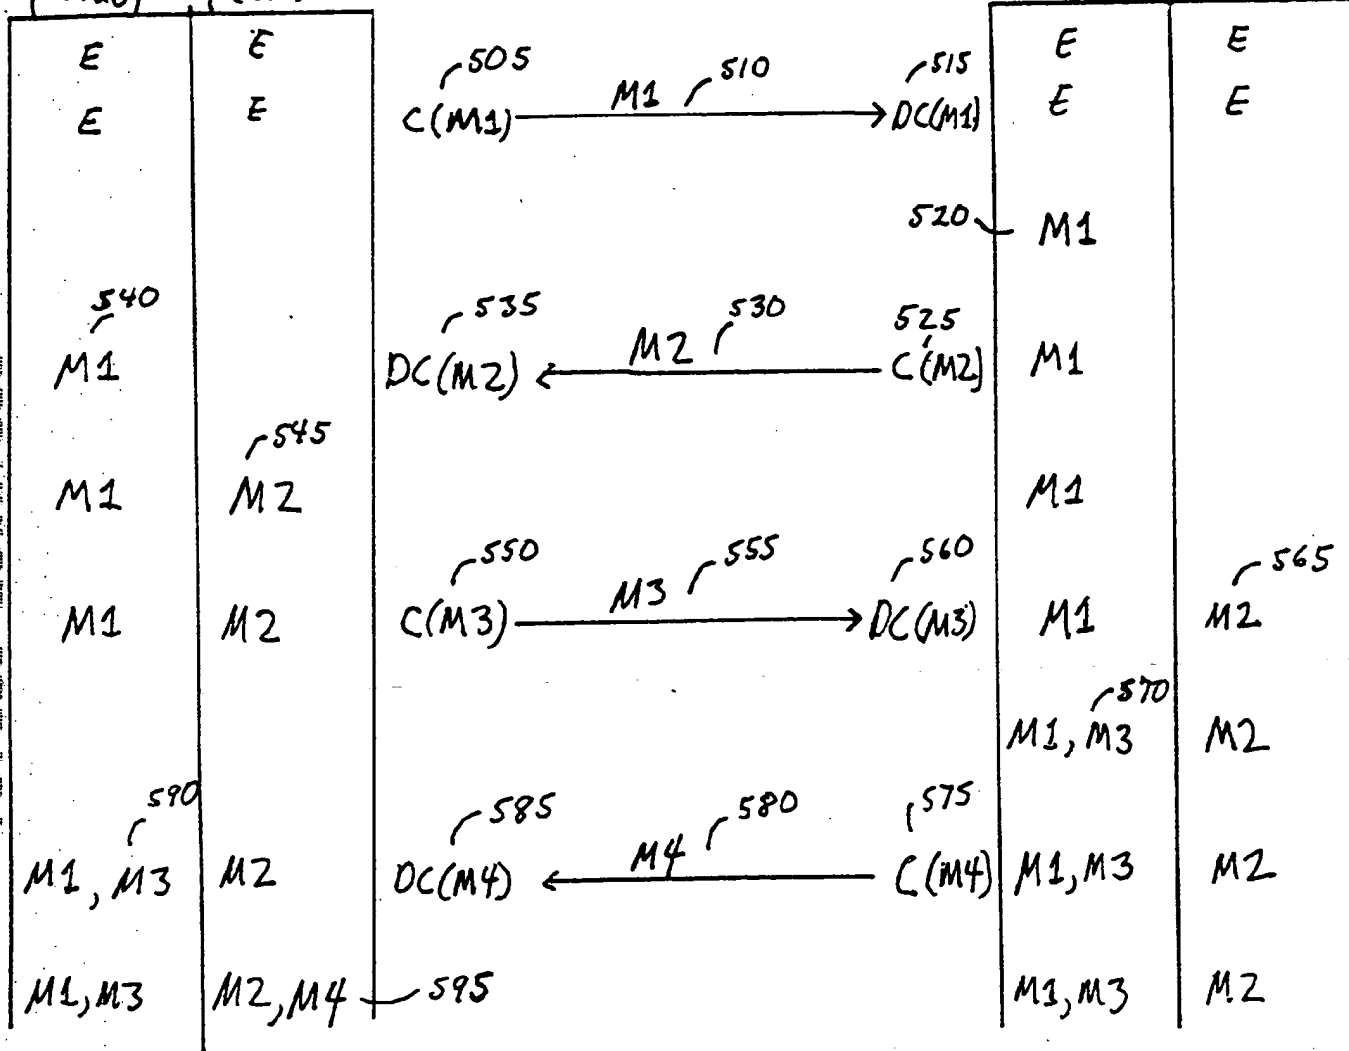 E E E E
505 M1 510 515
E E C(M1) DC(M1) E E
520 M1
540 535 M2 530 525
M1 DC(M2) C(M2) M1
545
M1 M2 M1
550 M3 555 560 565
M1 M2 C(M3) DC(M3) M1 M2
570
M1, M3 M2
590 585 M4 580 575
M1, M3 M2 DC(M4) C(M4) M1, M3 M2
M1, M3 M2, M4 595 M1, M3 M2